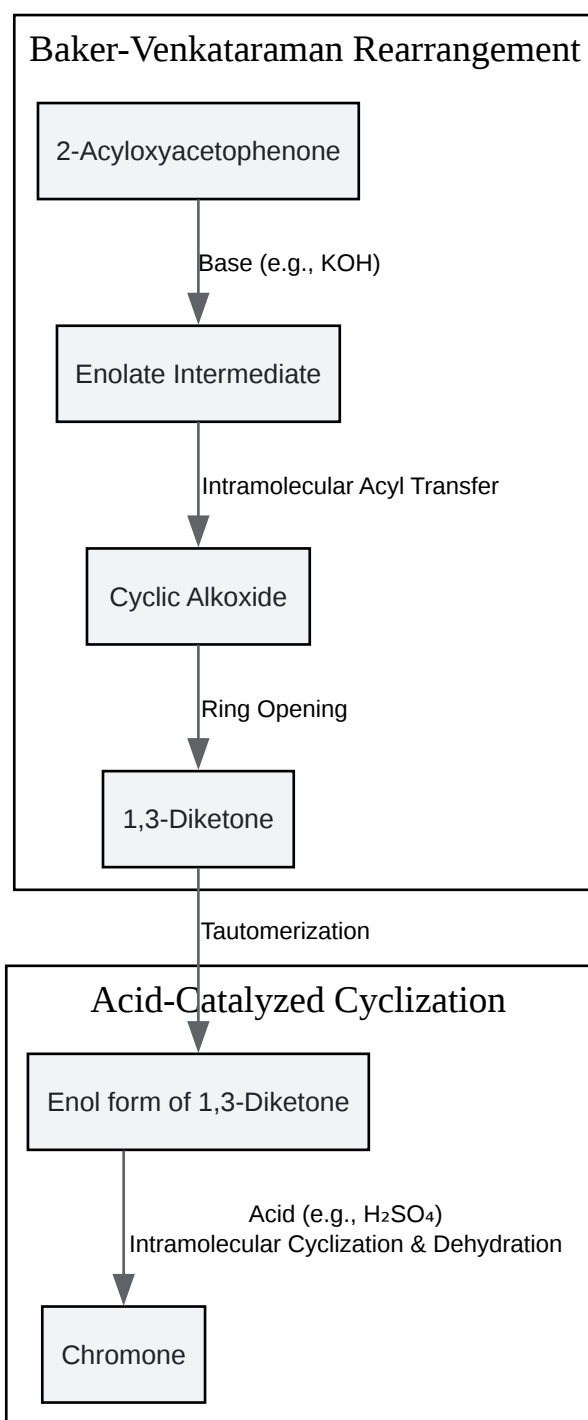 Baker-Venkataraman Rearrangement
2-Acyloxyacetophenone
Base (e.g., KOH)
Enolate Intermediate
Intramolecular Acyl Transfer
Cyclic Alkoxide
Ring Opening
1,3-Diketone
Tautomerization
Acid-Catalyzed Cyclization
Enol form of 1,3-Diketone
Acid (e.g., H₂SO₄)
Intramolecular Cyclization & Dehydration
Chromone